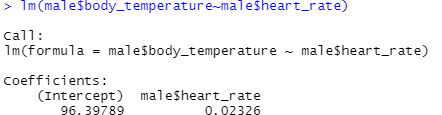 > lm(male$body_temperature~male$heart_rate)
Call:
lm(formula = male$body_temperature ~ male$heart_rate)
Coefficients:
(Intercept) male$heart_rate
96.39789 0.02326